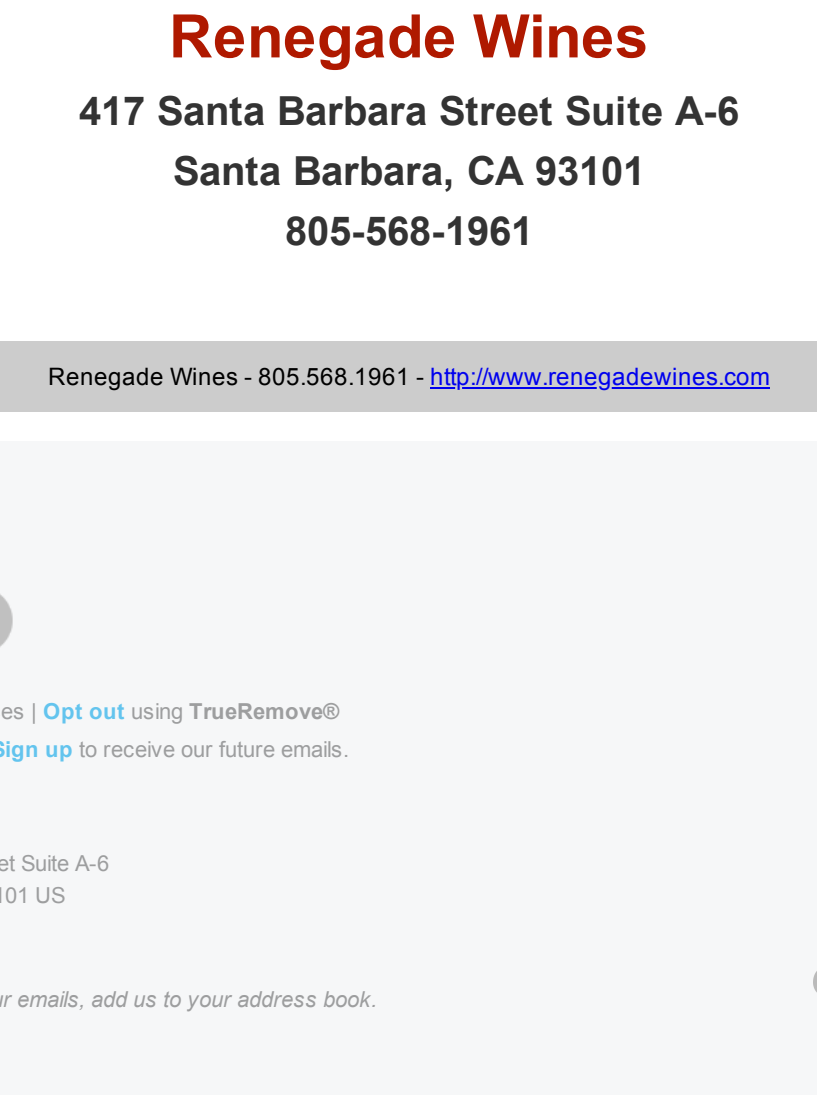 Renegade Wines
417 Santa Barbara Street Suite A-6
Santa Barbara, CA 93101
805-568-1961
Renegade Wines - 805.568.1961 - http://www.renegadewines.com
es | Opt out using TrueRemove®
Sign up to receive our future emails.
et Suite A-6
101 US
ur emails, add us to your address book.